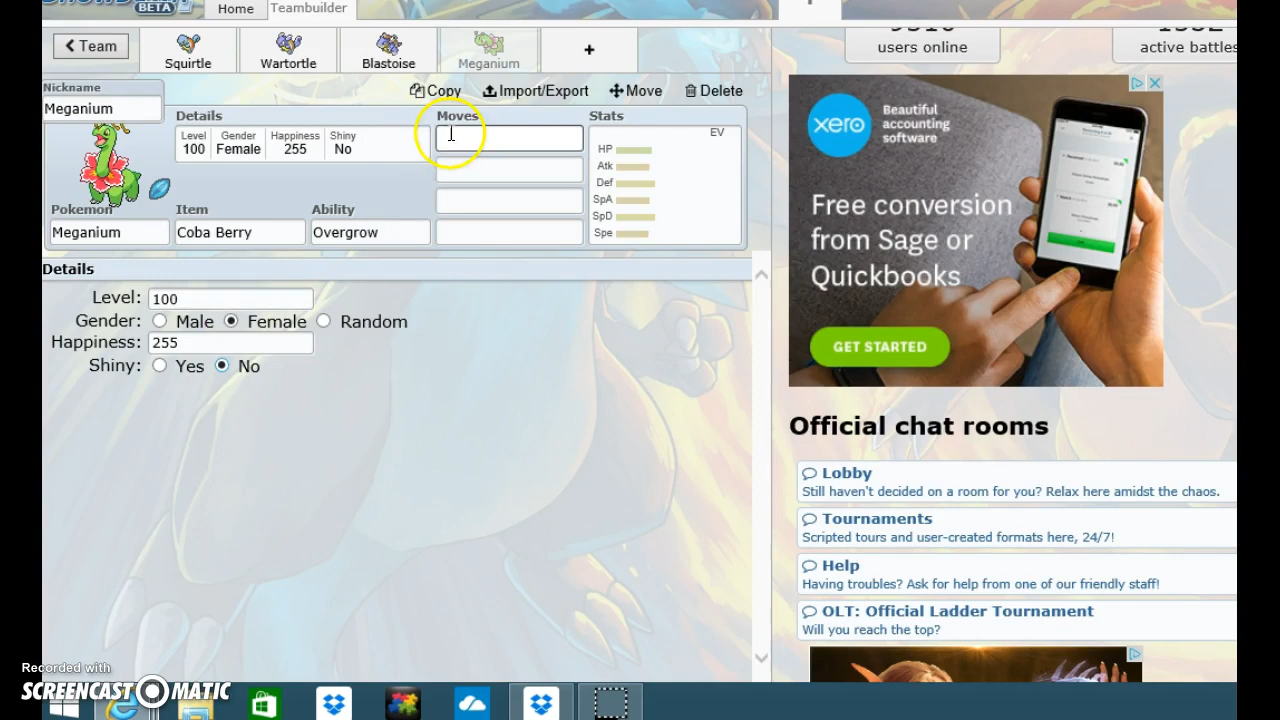 BETA
Home
Teambuilder
Team
Squirtle
Wartortle
Blastoise
Meganium
+
users online
active battles
Nickname
Meganium
Copy
Import/Export
Move
Delete
Details
Moves
Stats
Level
Gender
Happiness
Shiny
100
Female
255
No
EV
HP
Atk
Def
SpA
SpD
Spe
Pokemon
Item
Ability
Meganium
Coba Berry
Overgrow
Details
Level: 100
Gender: Male Female Random
Happiness: 255
Shiny: Yes No
xero
Beautiful
accounting
software
Free conversion
from Sage or
Quickbooks
GET STARTED
Official chat rooms
Lobby
Still haven't decided on a room for you? Relax here amidst the chaos.
Tournaments
Scripted tours and user-created formats here, 24/7!
Help
Having troubles? Ask for help from one of our friendly staff!
OLT: Official Ladder Tournament
Will you reach the top?
Recorded with
SCREENCAST MATIC